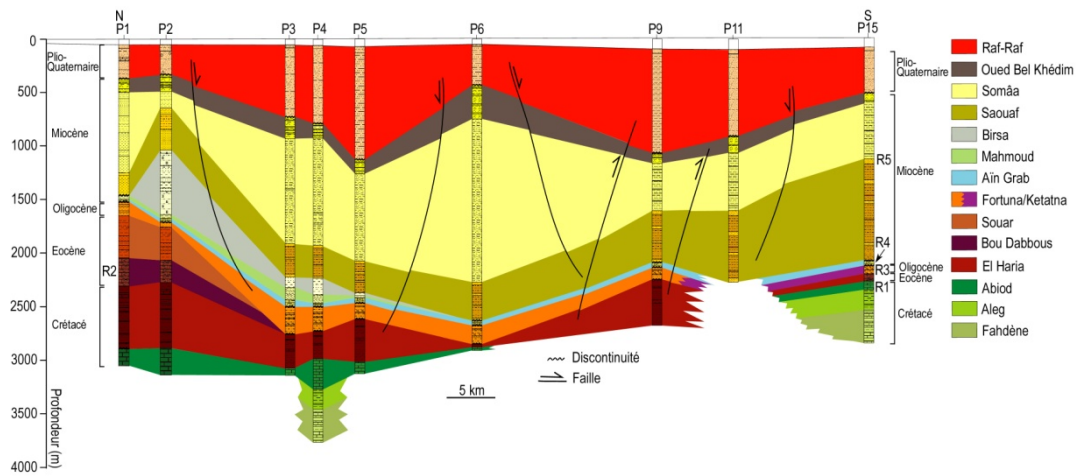 N
S
P1
P2
P3
P4
P5
P6
P9
P11
P15
0
500
1000
1500
2000
2500
3000
3500
4000
Profondeur (m)
Plio-
Quaternaire
Miocène
Oligocène
Eocène
R2
Crétacé
Plio-
Quaternaire
R5
Miocène
R4
R3
Oligocène
Eocène
R1
Crétacé
Discontinuité
Faille
5 km
Raf-Raf
Oued Bel Khédim
Somâa
Saouaf
Birsa
Mahmoud
Aïn Grab
Fortuna/Ketatna
Souar
Bou Dabbous
El Haria
Abiod
Aleg
Fahdène